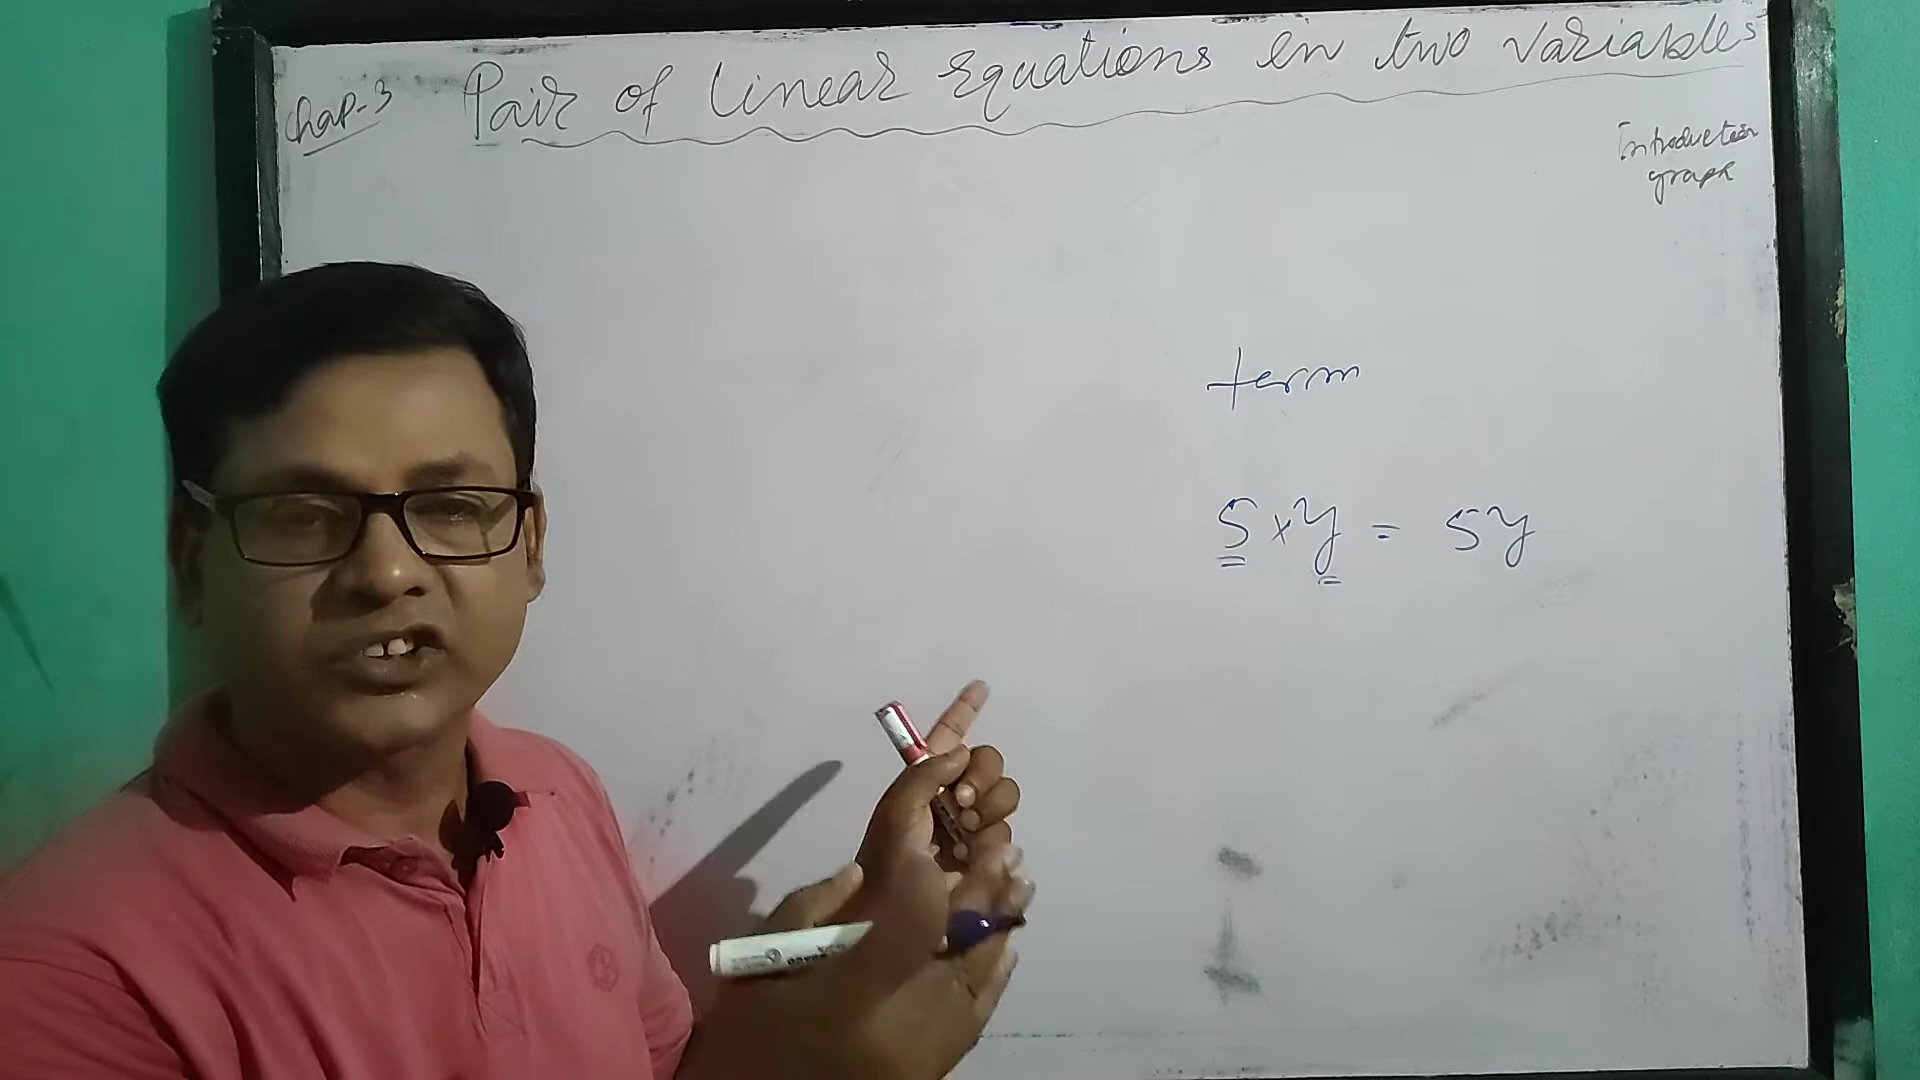 Chap-3 Pair of Linear Equations in two variables
Introduction
graph
term
5 × y = 5y